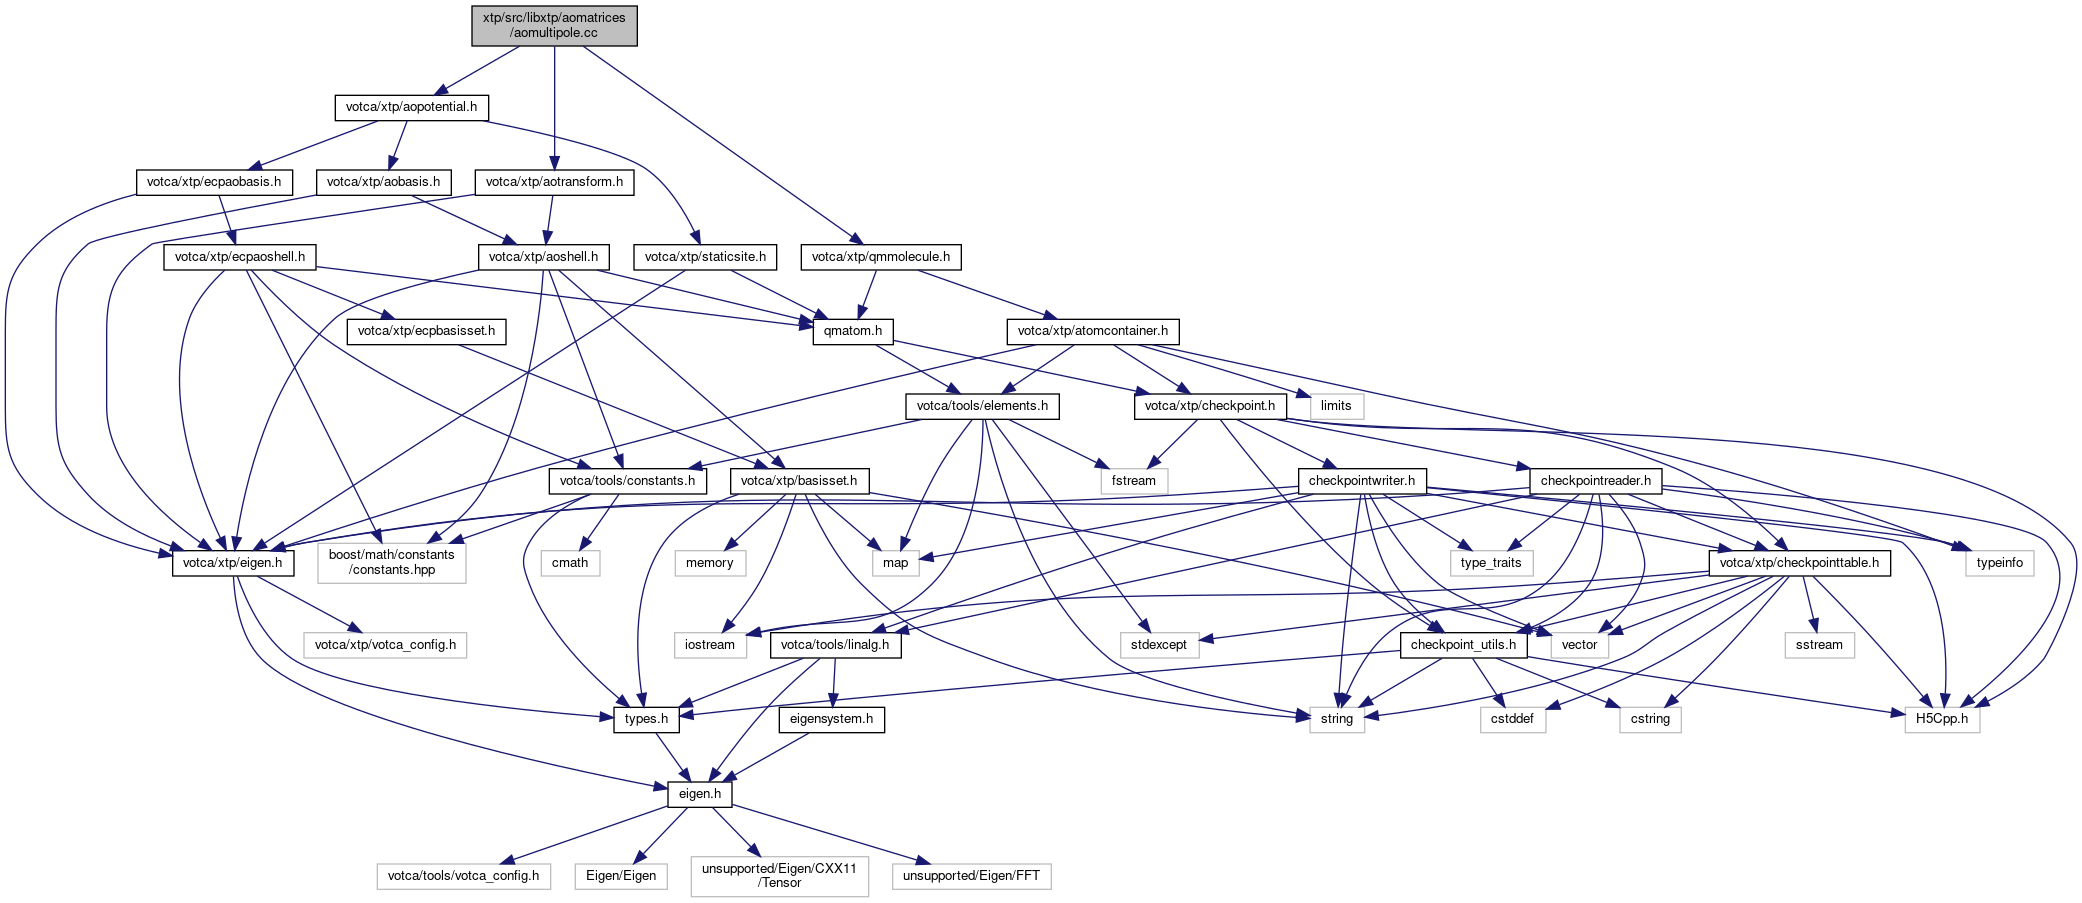 xtp/src/libxtp/aomatrices
/aomultipole.cc
votca/xtp/aopotential.h
votca/xtp/ecpaobasis.h
votca/xtp/aobasis.h
votca/xtp/aotransform.h
votca/xtp/ecpaoshell.h
votca/xtp/aoshell.h
votca/xtp/staticsite.h
votca/xtp/qmmolecule.h
votca/xtp/ecpbasisset.h
qmatom.h
votca/xtp/atomcontainer.h
votca/tools/elements.h
votca/xtp/checkpoint.h
limits
votca/tools/constants.h
votca/xtp/basisset.h
fstream
checkpointwriter.h
checkpointreader.h
votca/xtp/eigen.h
boost/math/constants
/constants.hpp
cmath
memory
map
type_traits
votca/xtp/checkpointtable.h
typeinfo
votca/xtp/votca_config.h
iostream
votca/tools/linalg.h
stdexcept
checkpoint_utils.h
vector
sstream
types.h
eigensystem.h
string
cstddef
cstring
H5Cpp.h
eigen.h
votca/tools/votca_config.h
Eigen/Eigen
unsupported/Eigen/CXX11
/Tensor
unsupported/Eigen/FFT